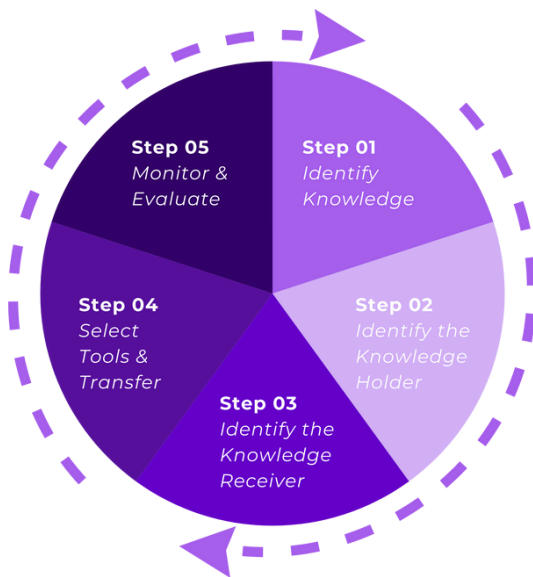 Step 01
Identify
Knowledge
Step 02
Identify the
Knowledge
Holder
Step 03
Identify the
Knowledge
Receiver
Step 04
Select
Tools &
Transfer
Step 05
Monitor &
Evaluate